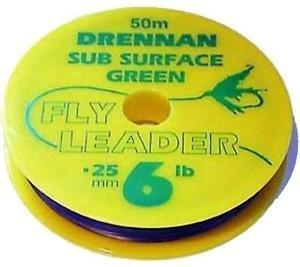 50m
DRENNAN
SUB SURFACE
GREEN
FLY
LEADER
·25 mm 6 lb